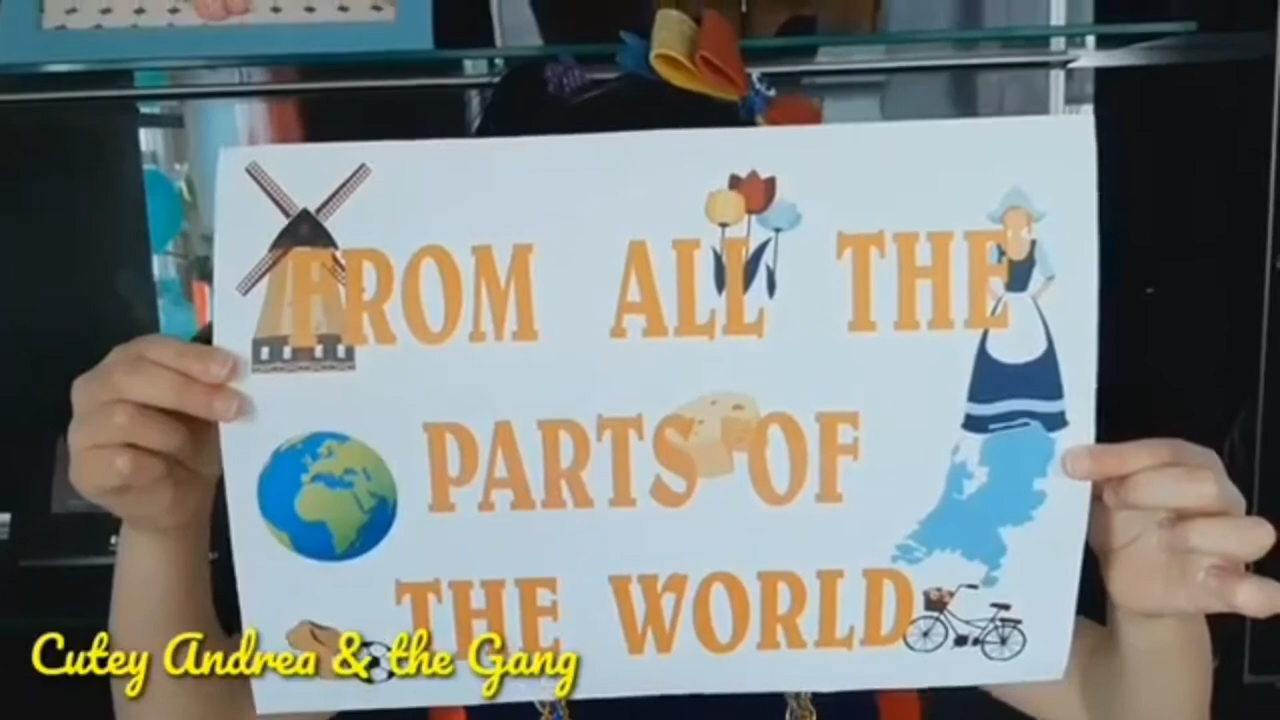 FROM ALL THE
PARTS OF
THE WORLD
Cutey Andrea & the Gang